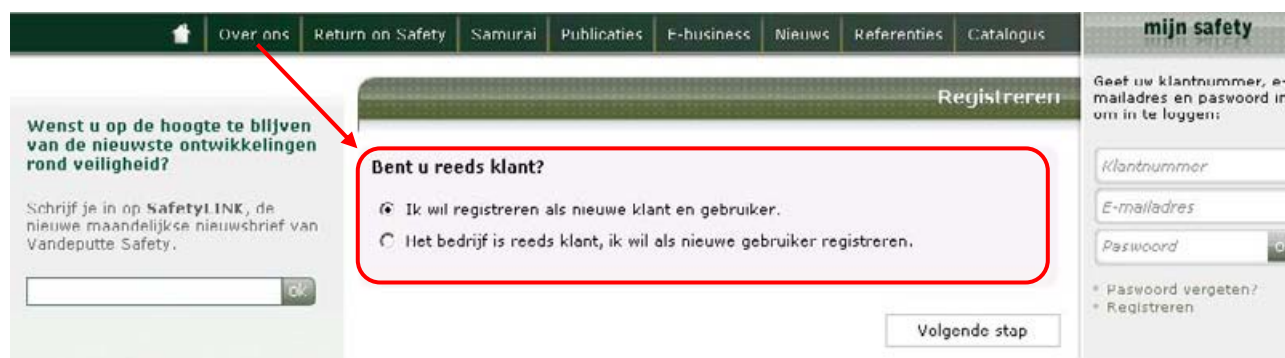 Over ons Return on Safety Samurai Publicaties E-business Nieuws Referenties Catalogus
mijn safety
Registreren
Wenst u op de hoogte te blijven
van de nieuwste ontwikkelingen
rond veiligheid?
Schrijf je in op SafetyLINK, de
nieuwe maandelijkse nieuwsbrief van
Vandeputte Safety.
ok
Bent u reeds klant?
Ik wil registreren als nieuwe klant en gebruiker.
Het bedrijf is reeds klant, ik wil als nieuwe gebruiker registreren.
Volgende stap
Geef uw klantnummer, e-
mailadres en paswoord in
om in te loggen:
Klantnummer
E-mailadres
Paswoord
Paswoord vergeten?
Registreren